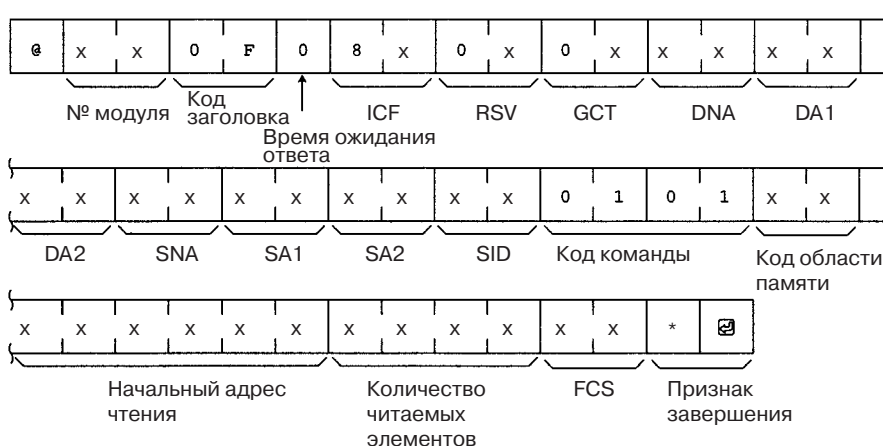 @ x x 0 F 0 8 x 0 x 0 x x x x x
№ модуля Код заголовка Время ожидания ответа ICF RSV GCT DNA DA1
x x x x x x x x x x 0 1 0 1 x x
DA2 SNA SA1 SA2 SID Код команды Код области памяти
x x x x x x x x x x x x * ↵
Начальный адрес чтения Количество читаемых элементов FCS Признак завершения